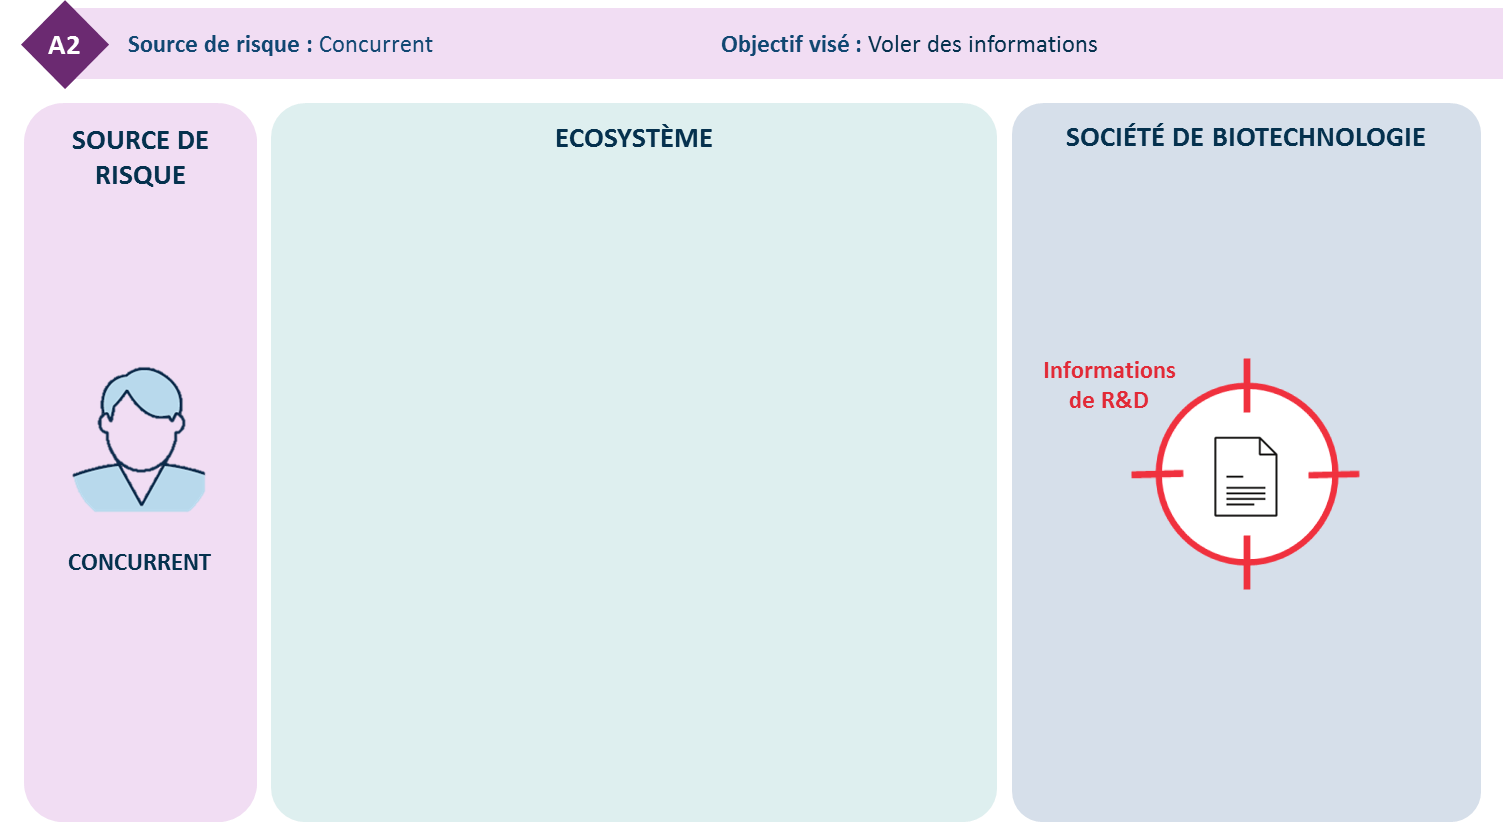 A2
Source de risque : Concurrent
Objectif visé : Voler des informations
SOURCE DE
RISQUE
CONCURRENT
ECOSYSTÈME
SOCIÉTÉ DE BIOTECHNOLOGIE
Informations
de R&D